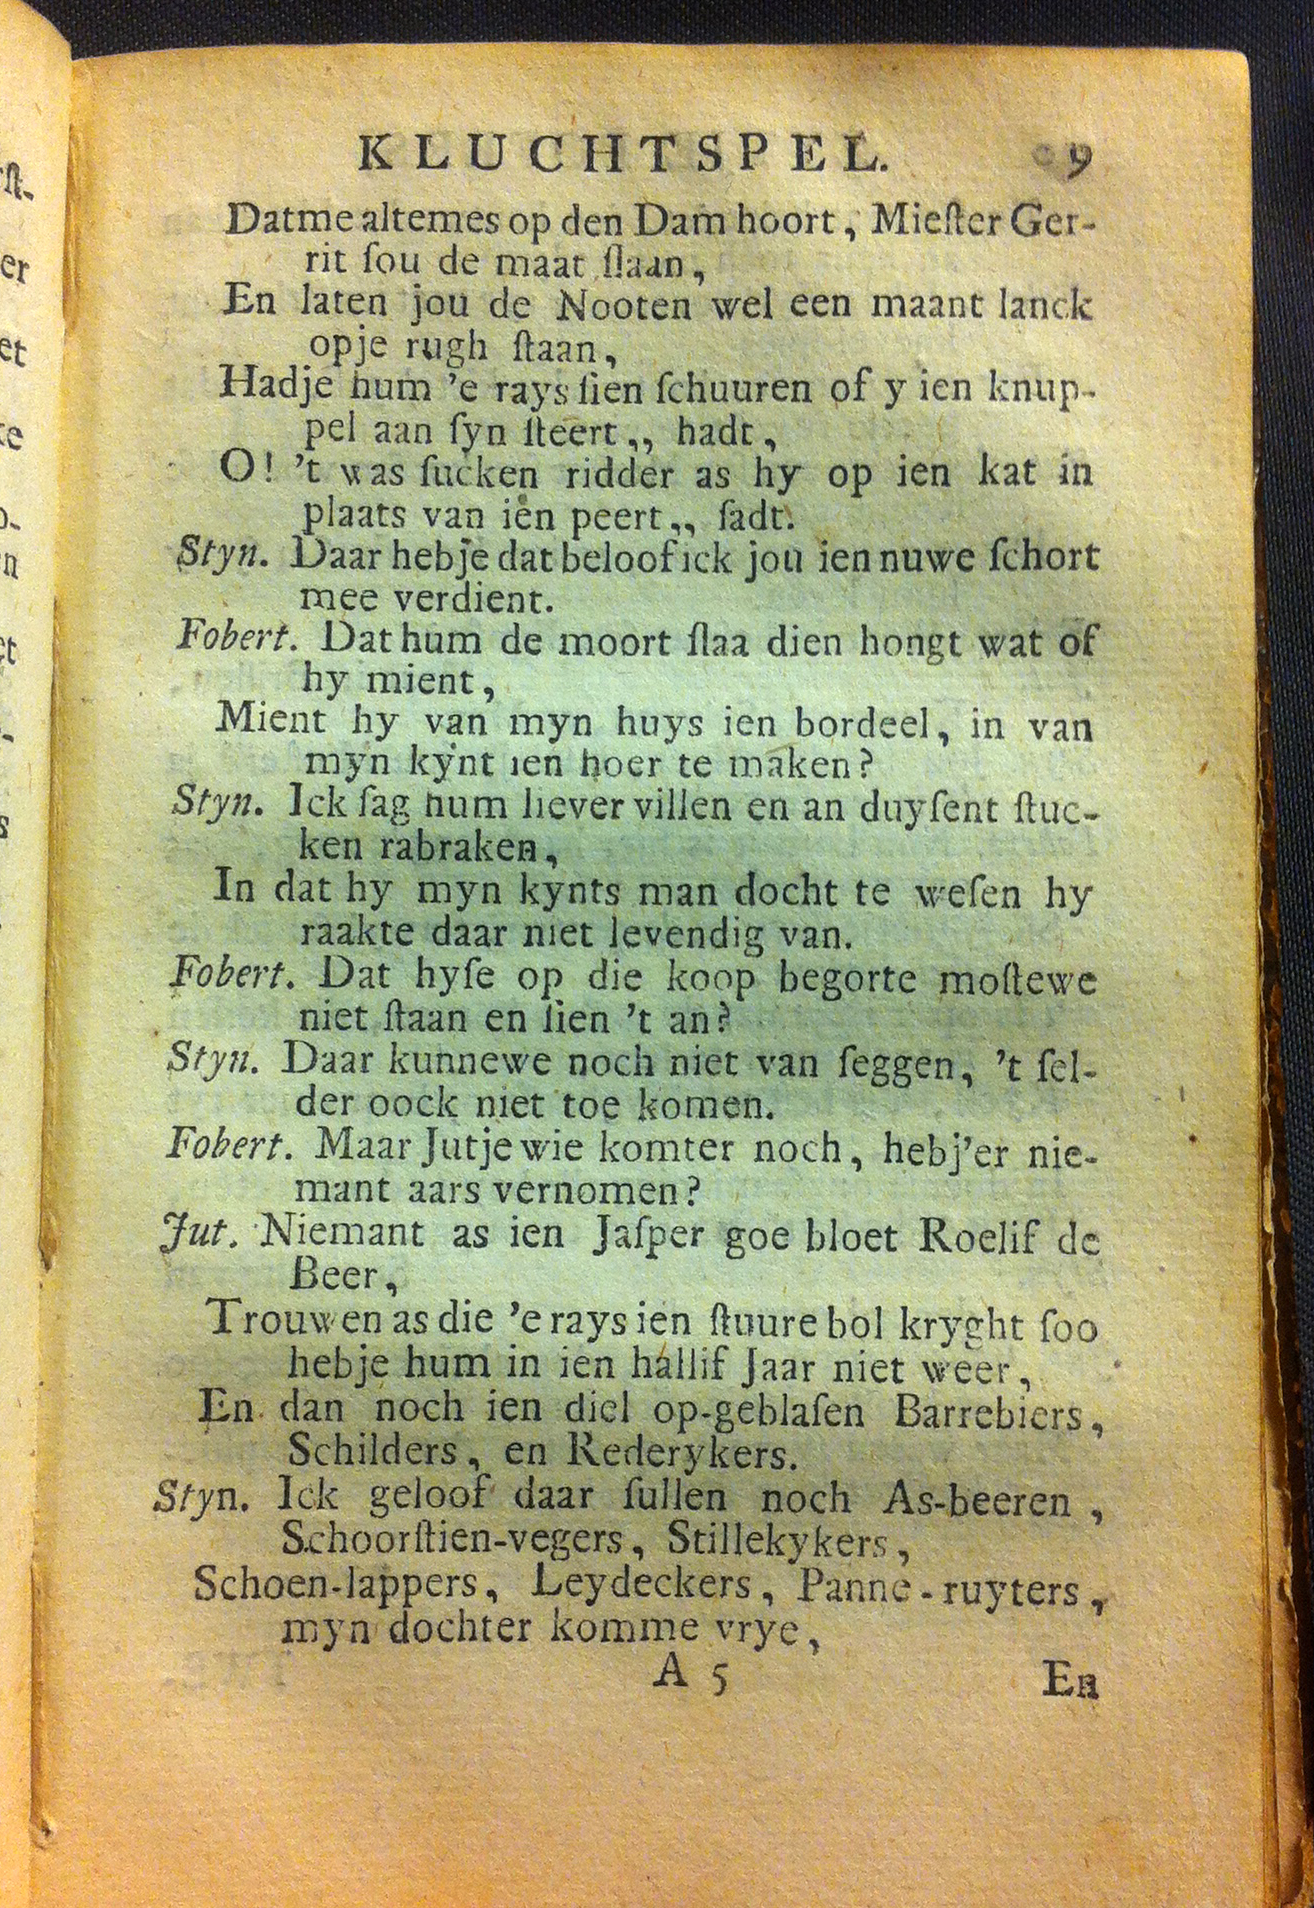 KLUCHTSPEL. 9
Datme altemes op den Dam hoort, Mieſter Ger-
rit ſou de maat ſlaan,
En laten jou de Nooten wel een maant lanck
opje rugh ſtaan,
Hadje hum 'e rays ſien ſchuuren of y ien knup-
pel aan ſyn ſteert,, hadt,
O! 't was ſucken ridder as hy op ien kat in
plaats van ien peert,, ſadt.
Styn. Daar hebje dat beloof ick jou ien nuwe ſchort
mee verdient.
Fobert. Dat hum de moort ſlaa dien hongt wat of
hy mient,
Mient hy van myn huys ien bordeel, in van
myn kynt ien hoer te maken?
Styn. Ick ſag hum liever villen en an duyſent ſtuc-
ken rabraken,
In dat hy myn kynts man docht te weſen hy
raakte daar niet levendig van.
Fobert. Dat hyſe op die koop begorte moſtewe
niet ſtaan en ſien 't an?
Styn. Daar kunnewe noch niet van ſeggen, 't ſel-
der oock niet toe komen.
Fobert. Maar Jutje wie komter noch, hebj'er nie-
mant aars vernomen?
Jut. Niemant as ien Jaſper goe bloet Roelif de
Beer,
Trouwen as die 'e rays ien ſtuure bol kryght ſoo
hebje hum in ien hallif Jaar niet weer,
En dan noch ien diel op-geblaſen Barrebiers,
Schilders, en Rederykers.
Styn. Ick geloof daar ſullen noch As-beeren,
Schoorſtien-vegers, Stillekykers,
Schoen-lappers, Leydeckers, Panne-ruyters,
myn dochter komme vrye,
A 5 En